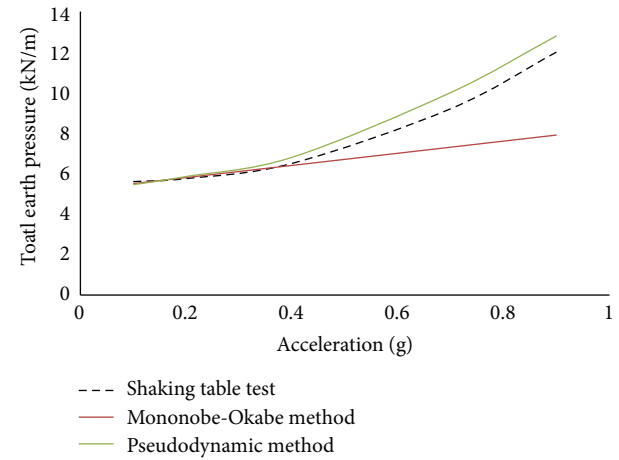 Toatl earth pressure (kN/m)
14
12
10
8
6
4
2
0
0
0.2
0.4
0.6
0.8
1
Acceleration (g)
Shaking table test
Mononobe-Okabe method
Pseudodynamic method